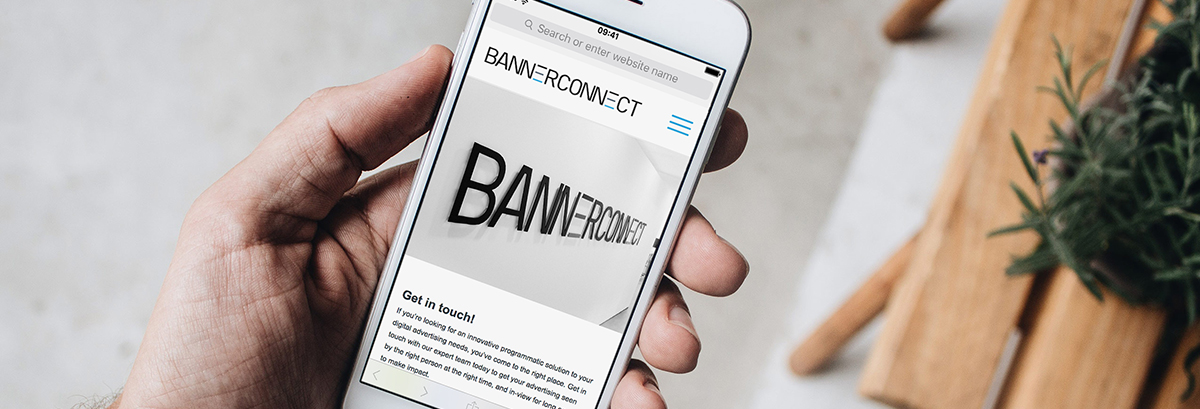 09:41
Search or enter website name
BANNERCONNECT
BANNERCONNECT
Get in touch!
If you're looking for an innovative programmatic solution to your
digital advertising needs, you've come to the right place. Get in
touch with our expert team today to get your advertising seen
by the right person at the right time, and in-view for long
to make impact.